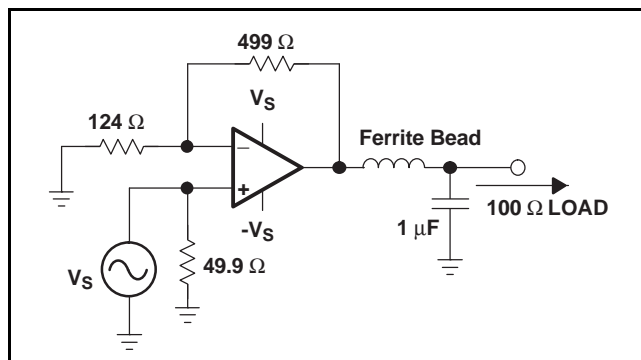 499 Ω
V_S
124 Ω
Ferrite Bead
−
+
-V_S
1 μF
100 Ω LOAD
V_S
49.9 Ω